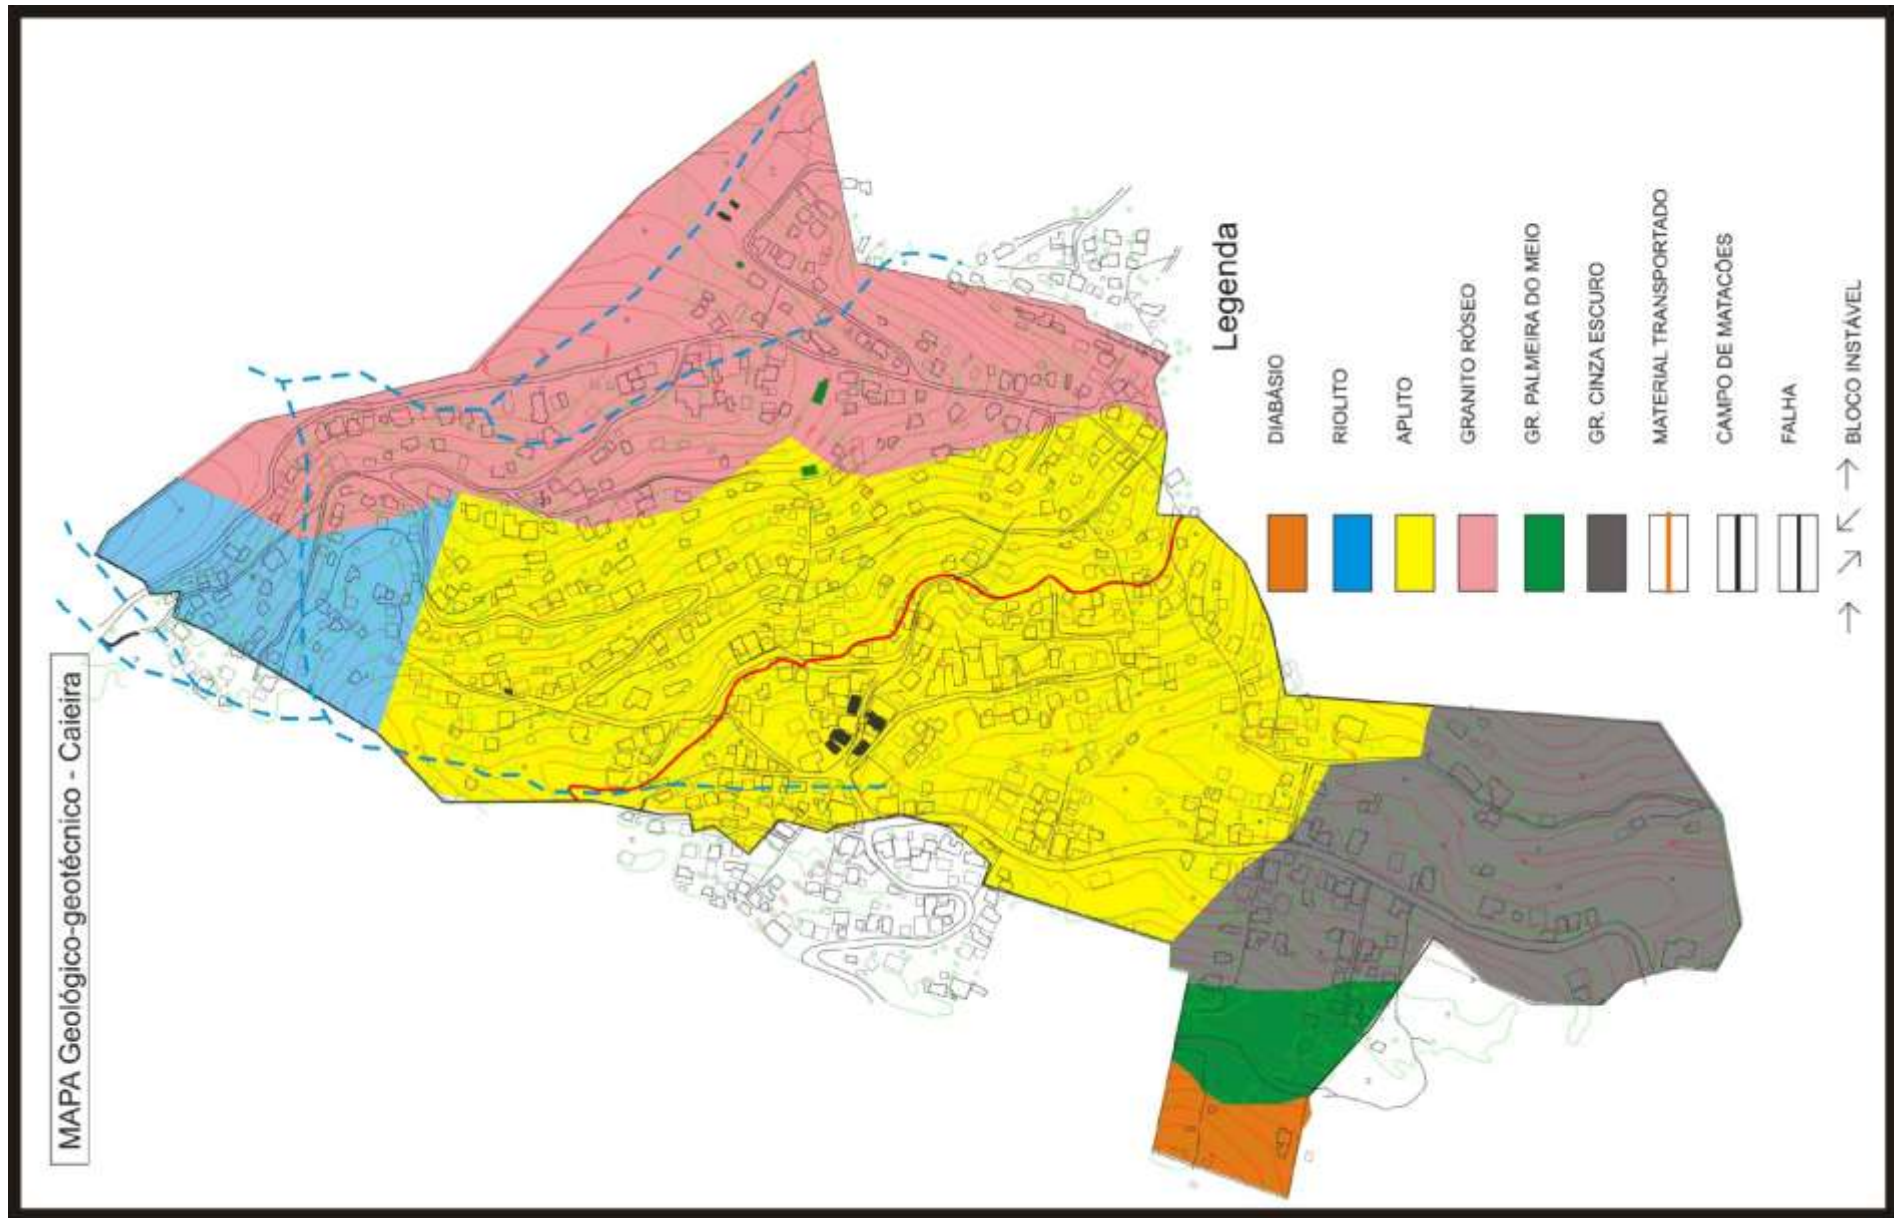 MAPA Geológico-geotécnico - Caieira
Legenda
DIABÁSIO
RIOLITO
APLITO
GRANITO RÓSEO
GR. PALMEIRA DO MEIO
GR. CINZA ESCURO
MATERIAL TRANSPORTADO
CAMPO DE MATACÕES
FALHA
BLOCO INSTÁVEL